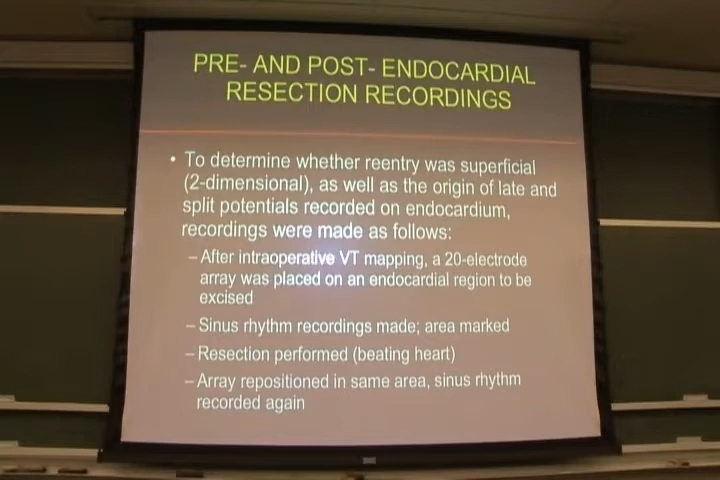 PRE- AND POST- ENDOCARDIAL
RESECTION RECORDINGS
• To determine whether reentry was superficial
(2-dimensional), as well as the origin of late and
split potentials recorded on endocardium,
recordings were made as follows:
– After intraoperative VT mapping, a 20-electrode
array was placed on an endocardial region to be
excised
– Sinus rhythm recordings made; area marked
– Resection performed (beating heart)
– Array repositioned in same area, sinus rhythm
recorded again